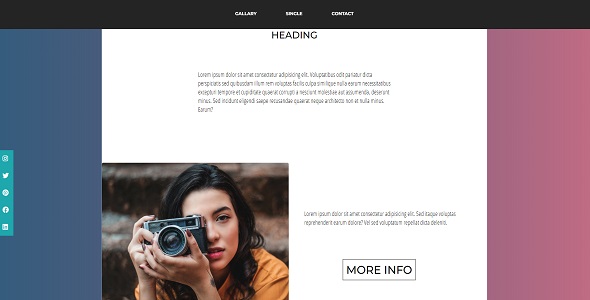 GALLARY SINGLE CONTACT
HEADING
Lorem ipsum dolor sit amet consectetur adipisicing elit. Voluptatibus odit pariatur dicta
perspiciatis sed quibusdam illum rem voluptas facilis culpa similique nulla earum necessitatibus
excepturi tempore et cupiditate quaerat corrupti a nesciunt molestiae aut assumenda, deserunt
minus. Sed incidunt eligendi saepe recusandae quaerat neque architecto non et nulla minus.
Earum?
Lorem ipsum dolor sit amet consectetur adipisicing elit. Sed itaque voluptas
reprehenderit earum dolore? Vel sed voluptatum repellat dicta deleniti.
MORE INFO